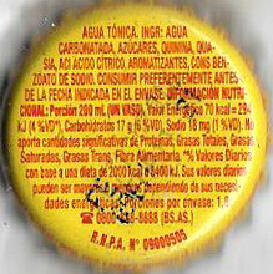 AGUA TÓNICA. INGR: AGUA
CARBONATADA, AZÚCARES, QUININA, QUA-
SIA, ACI ACIDO CÍTRICO, AROMATIZANTES, CONS. BEN-
ZOATO DE SODIO. CONSUMIR PREFERENTEMENTE ANTES
DE LA FECHA INDICADA EN EL ENVASE. INFORMACIÓN NUTRI-
CIONAL: Porción 200 ml (UN VASO), Valor Energético 70 kcal = 294
kJ (4 %VD*), Carbohidratos 17 g (6 %VD), Sodio 18 mg (1 %VD). No
aporta cantidades significativas de Proteínas, Grasas Totales, Grasas
Saturadas, Grasas Trans, Fibra Alimentaria. *% Valores Diarios
con base a una dieta de 2000 kcal u 8400 kJ. Sus valores diarios
pueden ser mayores o menores dependiendo de sus necesi-
dades energéticas. Porciones por envase: 1.
☎ 0800-8888 (BS.AS.)
R.N.P.A. Nº 09000505